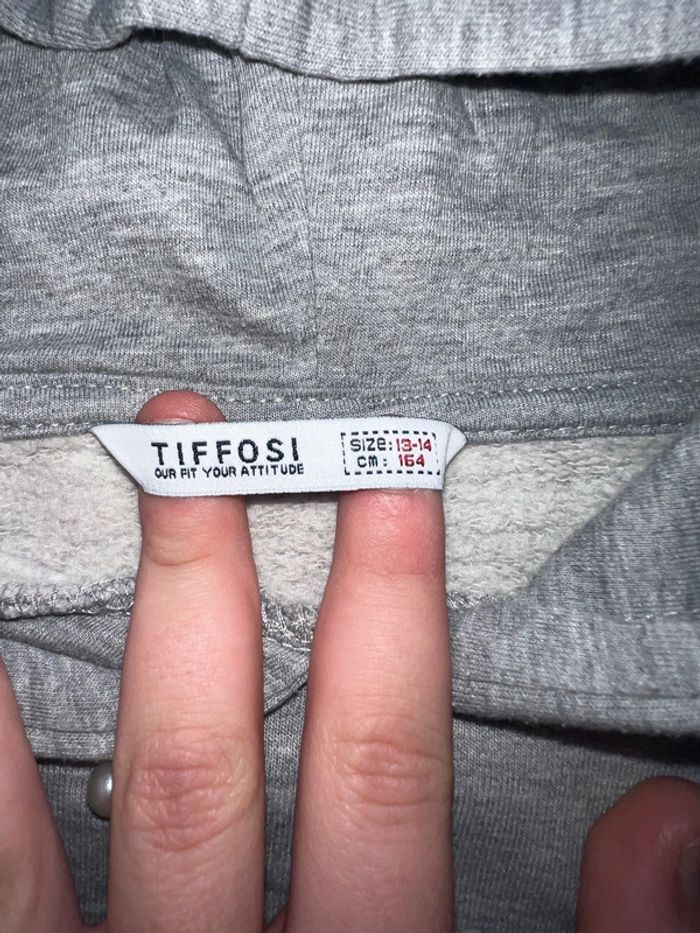 TIFFOSI
OUR FIT YOUR ATTITUDE
SIZE: 13-14
CM: 164